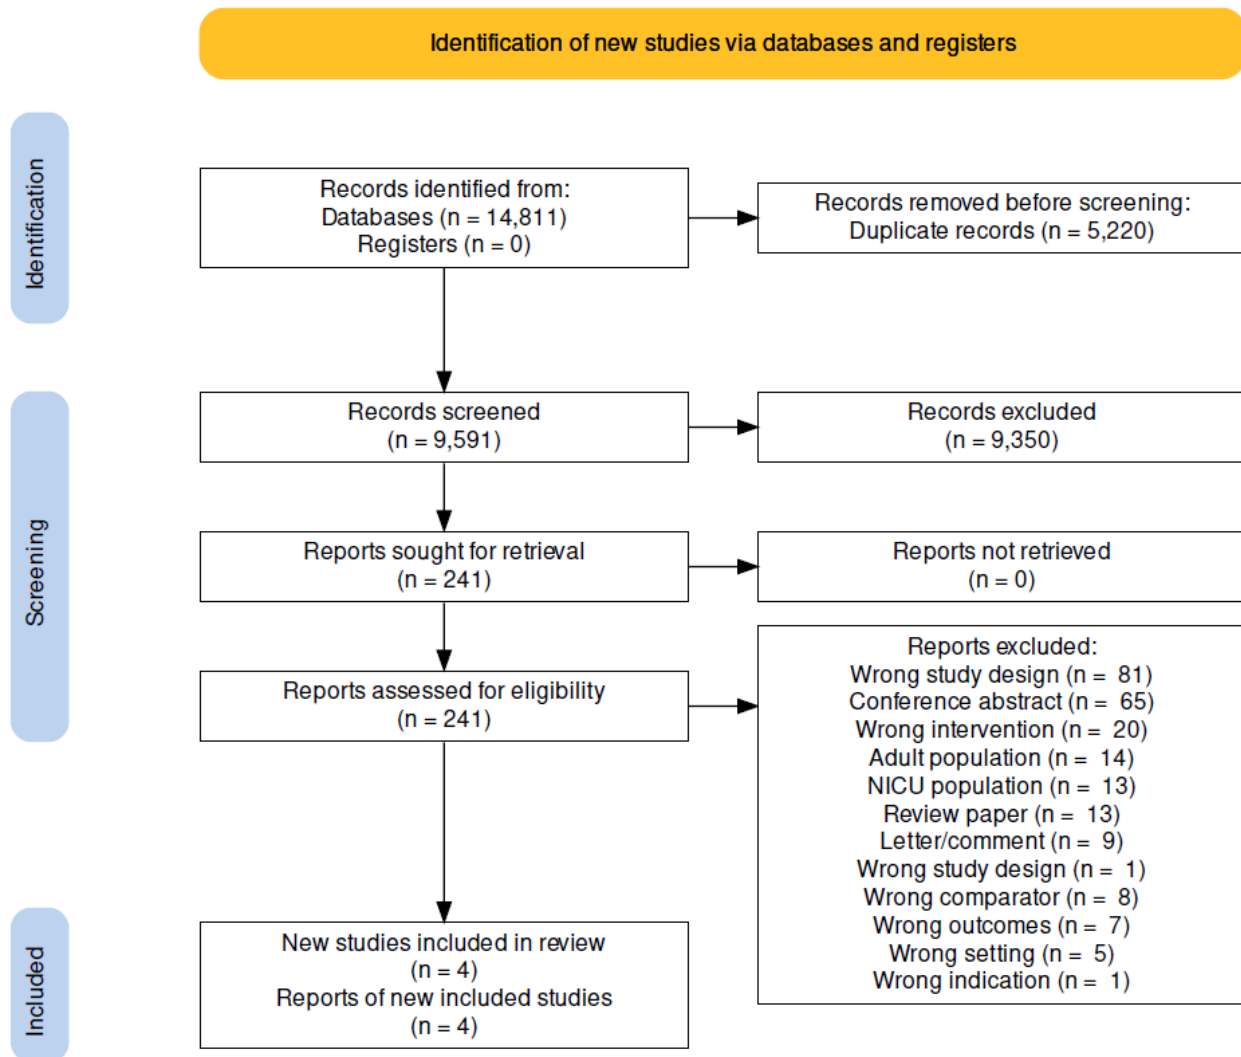 Identification of new studies via databases and registers
Identification
Records identified from:
Databases (n = 14,811)
Registers (n = 0)
Records removed before screening:
Duplicate records (n = 5,220)
Screening
Records screened
(n = 9,591)
Records excluded
(n = 9,350)
Reports sought for retrieval
(n = 241)
Reports not retrieved
(n = 0)
Reports assessed for eligibility
(n = 241)
Reports excluded:
Wrong study design (n = 81)
Conference abstract (n = 65)
Wrong intervention (n = 20)
Adult population (n = 14)
NICU population (n = 13)
Review paper (n = 13)
Letter/comment (n = 9)
Wrong study design (n = 1)
Wrong comparator (n = 8)
Wrong outcomes (n = 7)
Wrong setting (n = 5)
Wrong indication (n = 1)
Included
New studies included in review
(n = 4)
Reports of new included studies
(n = 4)